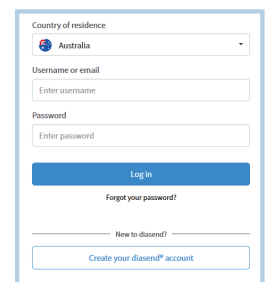 Country of residence
Australia
Username or email
Enter username
Password
Enter password
Log in
Forgot your password?
New to diasend?
Create your diasend® account